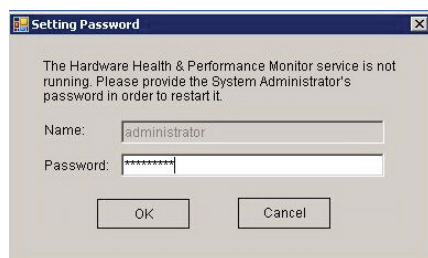 Setting Password
The Hardware Health & Performance Monitor service is not
running. Please provide the System Administrator's
password in order to restart it.
Name: administrator
Password: *********
OK Cancel